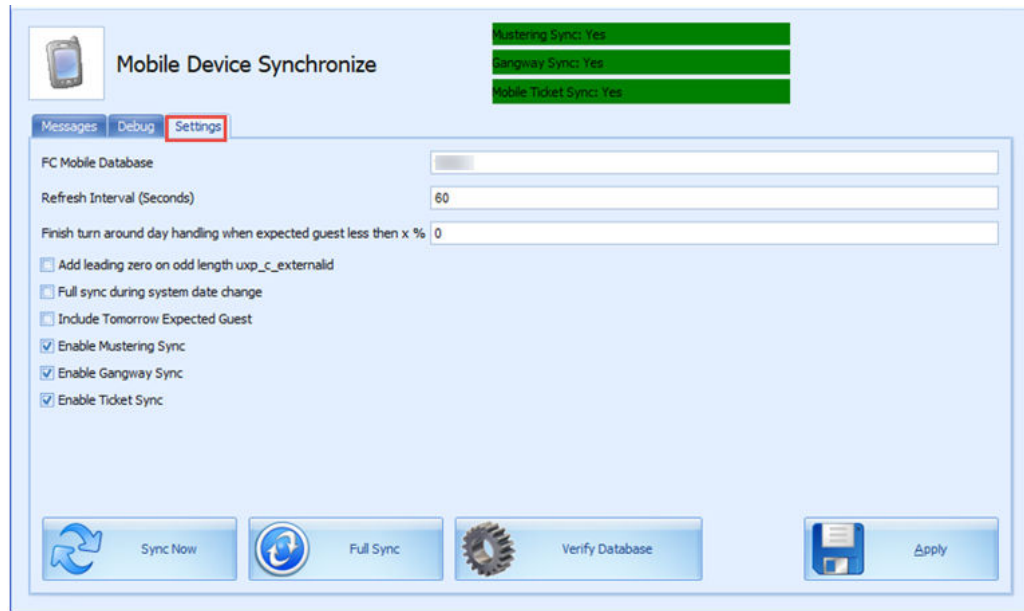 Mobile Device Synchronize
Mustering Sync: Yes
Gangway Sync: Yes
Mobile Ticket Sync: Yes
Messages Debug Settings
FC Mobile Database
Refresh Interval (Seconds) 60
Finish turn around day handling when expected guest less then x % 0
Add leading zero on odd length uxp_c_externalid
Full sync during system date change
Include Tomorrow Expected Guest
Enable Mustering Sync
Enable Gangway Sync
Enable Ticket Sync
Sync Now Full Sync Verify Database Apply